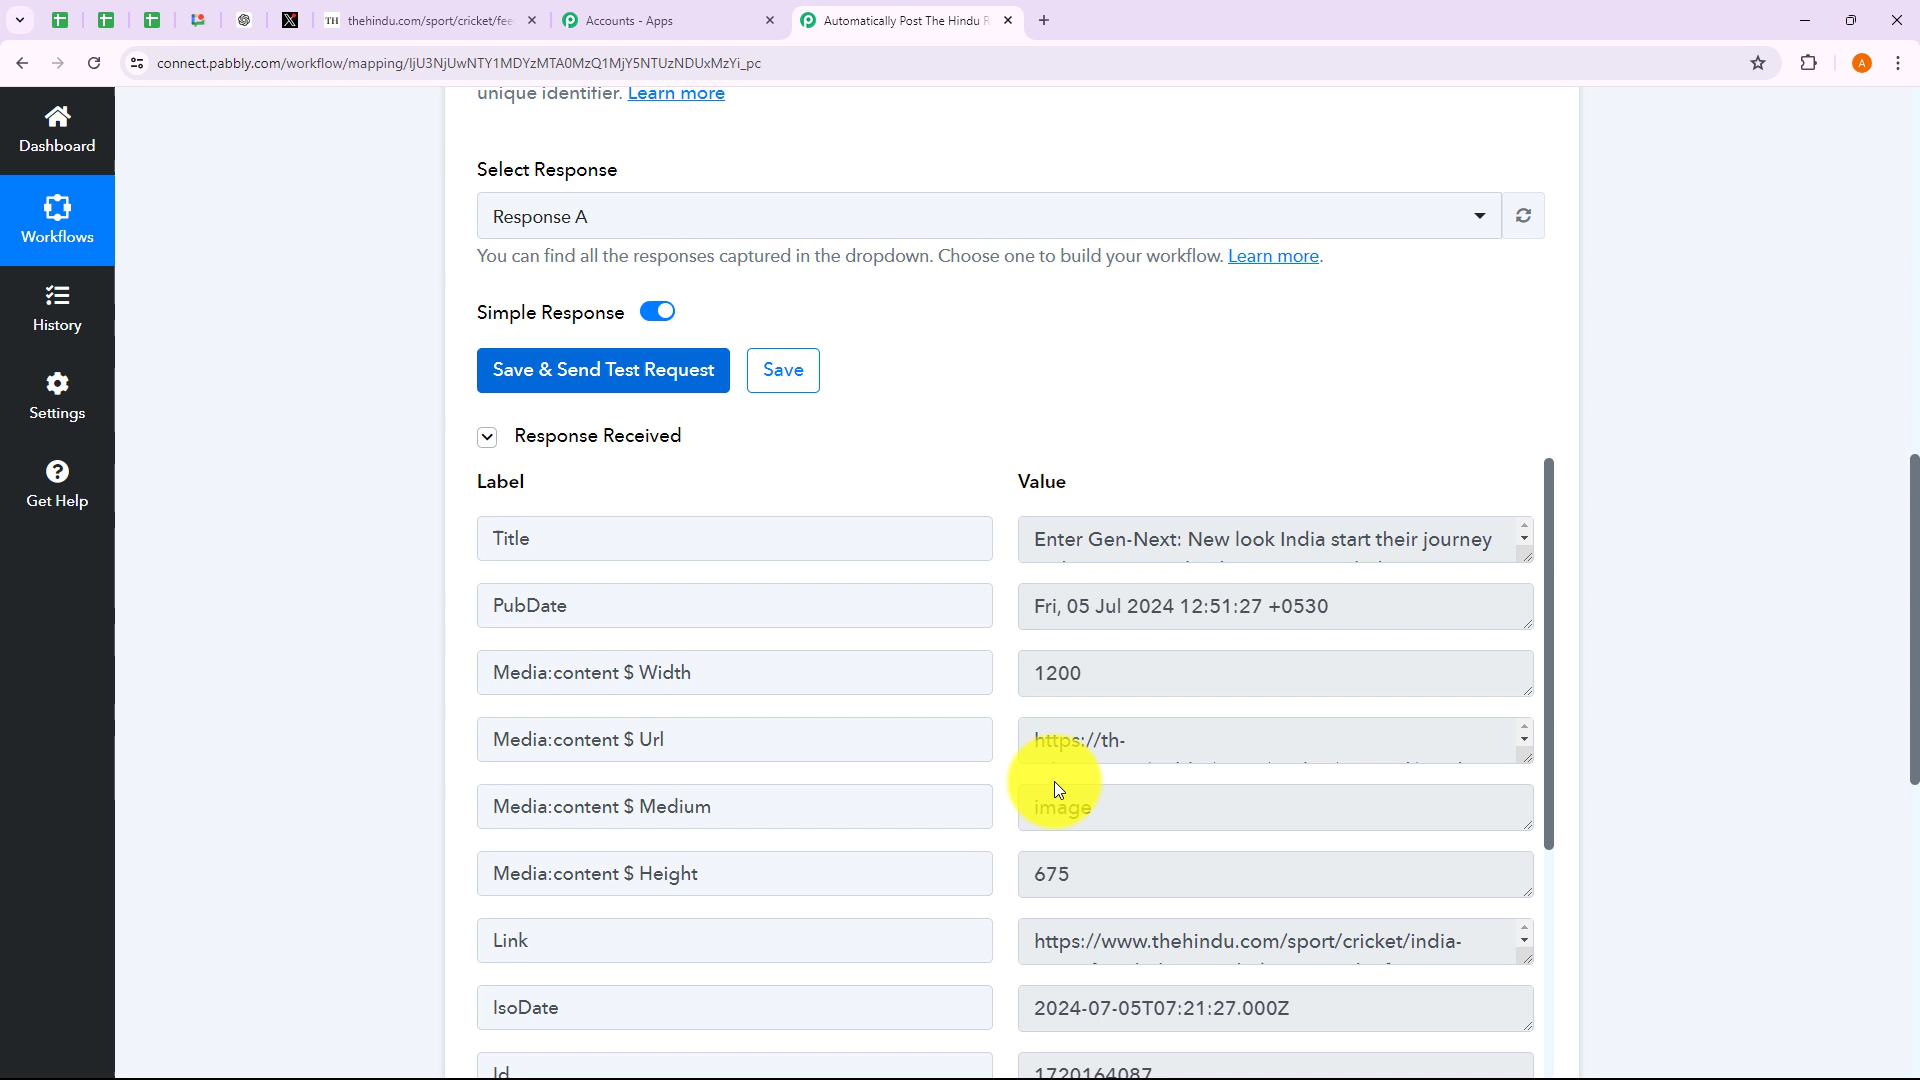 TH
thehindu.com/sport/cricket/fee
Accounts - Apps
Automatically Post The Hindu R
connect.pabbly.com/workflow/mapping/IjU3NjUwNTY1MDYzMTA0MzQ1MjY5NTUzNDUxMzYi_pc
A
Dashboard
Workflows
History
Settings
Get Help
unique identifier. Learn more
Select Response
Response A
You can find all the responses captured in the dropdown. Choose one to build your workflow. Learn more.
Simple Response
Save & Send Test Request
Save
Response Received
Label
Value
Title
Enter Gen-Next: New look India start their journey
PubDate
Fri, 05 Jul 2024 12:51:27 +0530
Media:content $ Width
1200
Media:content $ Url
https://th-
Media:content $ Medium
image
Media:content $ Height
675
Link
https://www.thehindu.com/sport/cricket/india-
IsoDate
2024-07-05T07:21:27.000Z
Id
1720164087